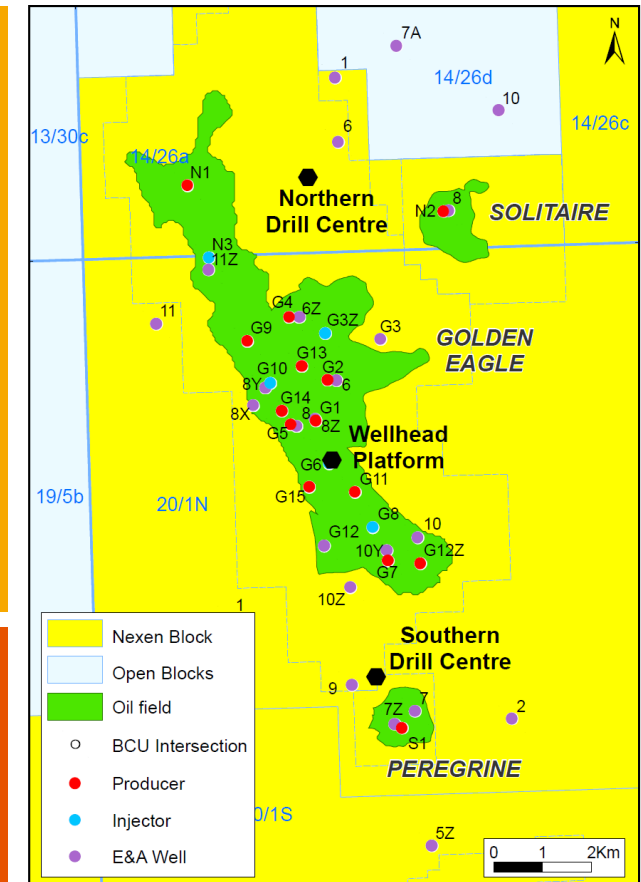 N
7A
1
14/26d
10
13/30c
14/26c
6
14/26a
N1
Northern
Drill Centre
8
N2
SOLITAIRE
N3
11Z
11
G4
6Z
G3Z
G3
G9
GOLDEN
EAGLE
G13
G10
G2
8Y
6
8X
G14
G1
8
8Z
G5
Wellhead
Platform
G6
19/5b
20/1N
G15
G11
G8
G12
10
10Y
G12Z
G7
10Z
1
Southern
Drill Centre
9
7
7Z
2
S1
PEREGRINE
0/1S
5Z
Nexen Block
Open Blocks
Oil field
BCU Intersection
Producer
Injector
E&A Well
0 1 2Km